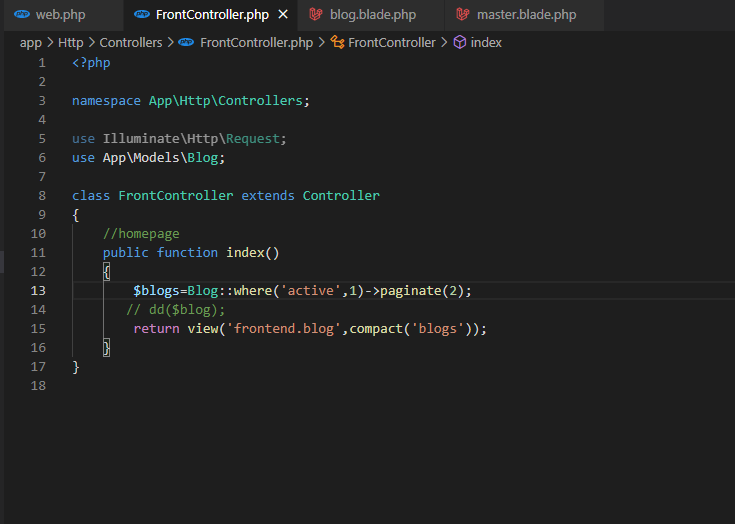 web.php FrontController.php blog.blade.php master.blade.php
app > Http > Controllers > FrontController.php > FrontController > index
1 <?php
2
3 namespace App\Http\Controllers;
4
5 use Illuminate\Http\Request;
6 use App\Models\Blog;
7
8 class FrontController extends Controller
9 {
10     //homepage
11     public function index()
12     {
13         $blogs=Blog::where('active',1)->paginate(2);
14        // dd($blog);
15         return view('frontend.blog',compact('blogs'));
16     }
17 }
18